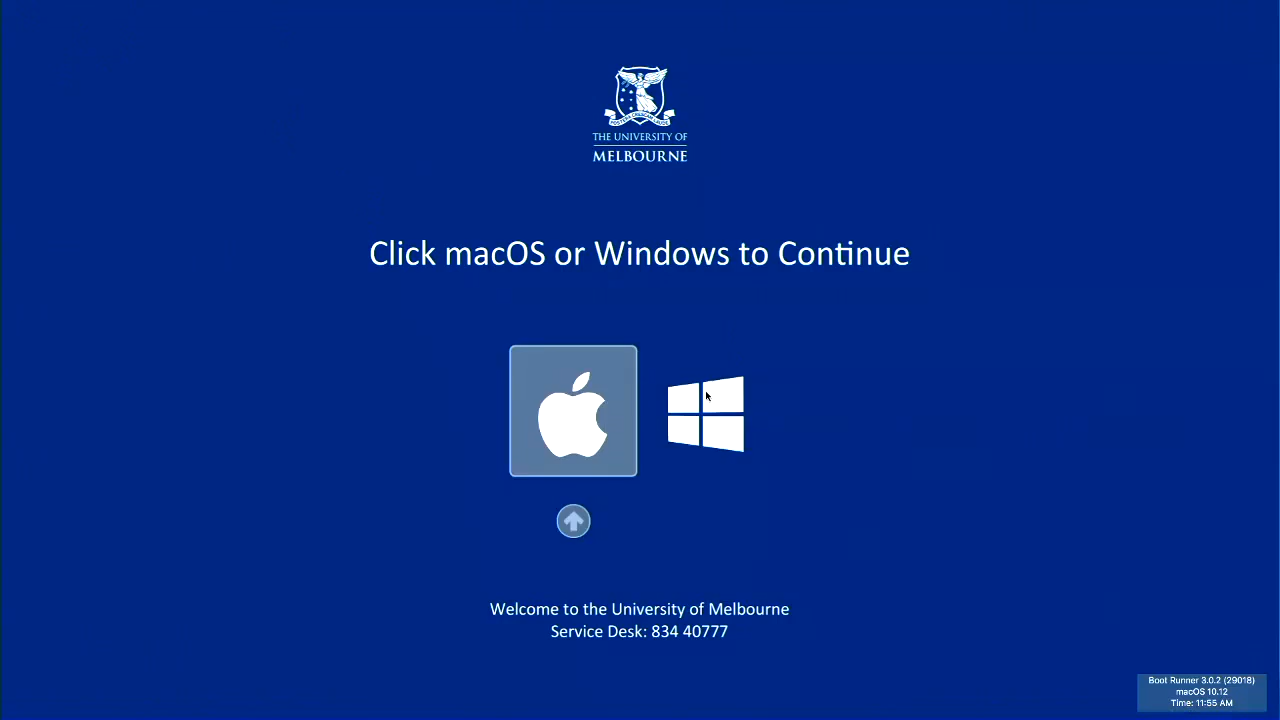 THE UNIVERSITY OF
MELBOURNE
Click macOS or Windows to Continue
Welcome to the University of Melbourne
Service Desk: 834 40777
Boot Runner 3.0.2 (29018)
macOS 10.12
Time: 11:55 AM